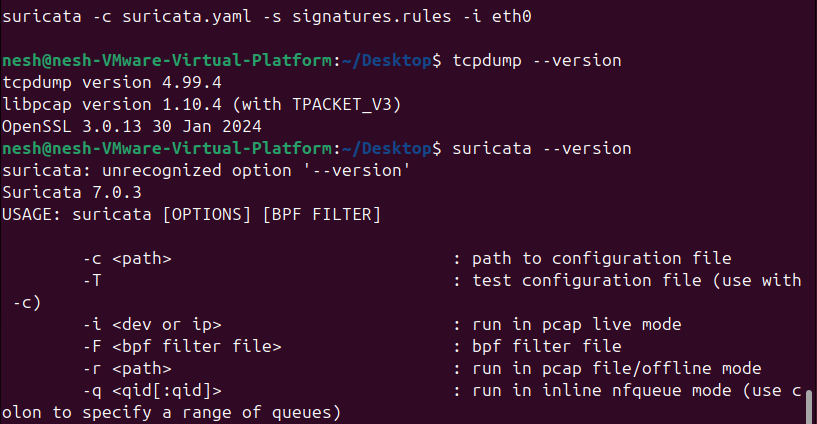 suricata -c suricata.yaml -s signatures.rules -i eth0
nesh@nesh-VMware-Virtual-Platform:~/Desktop$ tcpdump --version
tcpdump version 4.99.4
libpcap version 1.10.4 (with TPACKET_V3)
OpenSSL 3.0.13 30 Jan 2024
nesh@nesh-VMware-Virtual-Platform:~/Desktop$ suricata --version
suricata: unrecognized option '--version'
Suricata 7.0.3
USAGE: suricata [OPTIONS] [BPF FILTER]
-c <path> : path to configuration file
-T : test configuration file (use with
-c)
-i <dev or ip> : run in pcap live mode
-F <bpf filter file> : bpf filter file
-r <path> : run in pcap file/offline mode
-q <qid[:qid]> : run in inline nfqueue mode (use c
olon to specify a range of queues)